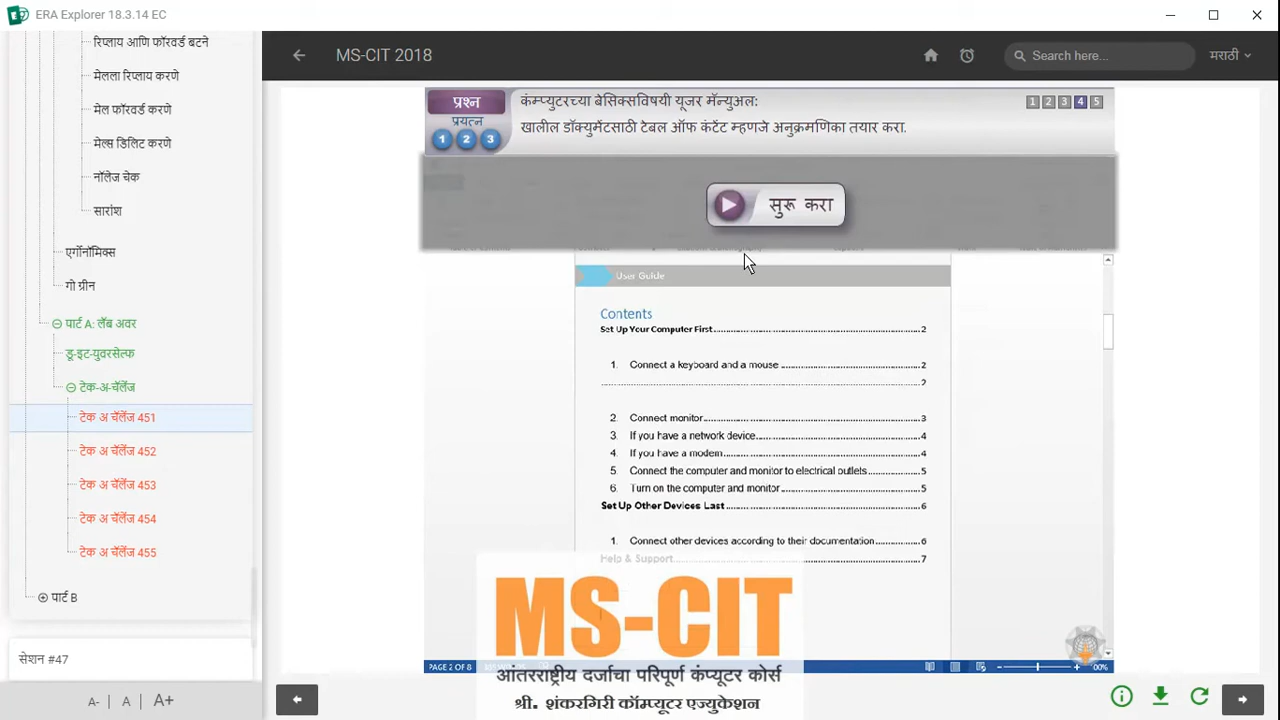 ERA Explorer 18.3.14 EC
रिप्लाय आणि फॉरवर्ड बटने
मेलला रिप्लाय करणे
मेल फॉरवर्ड करणे
मेल्स डिलिट करणे
नॉलेज चेक
सारांश
एर्गोनॉमिक्स
गो ग्रीन
पार्ट A: लॅब अवर
डू-इट-युवरसेल्फ
टेक-अ-चॅलेंज
टेक अ चॅलेंज 451
टेक अ चॅलेंज 452
टेक अ चॅलेंज 453
टेक अ चॅलेंज 454
टेक अ चॅलेंज 455
पार्ट B
सेशन #47
A- A A+
MS-CIT 2018
Search here...
मराठी
प्रश्न
प्रयत्न
1 2 3
कंम्प्युटरच्या बेसिक्सविषयी यूजर मॅन्युअल:
खालील डॉक्युमेंटसाठी टेबल ऑफ कंटेंट म्हणजे अनुक्रमणिका तयार करा.
1 2 3 4 5
सुरू करा
User Guide
Contents
Set Up Your Computer First 2
1. Connect a keyboard and a mouse 2
2
2. Connect monitor 3
3. If you have a network device 4
4. If you have a modem 4
5. Connect the computer and monitor to electrical outlets 5
6. Turn on the computer and monitor 5
Set Up Other Devices Last 6
1. Connect other devices according to their documentation 6
Help & Support 7
MS-CIT
आंतरराष्ट्रीय दर्जाचा परिपूर्ण कंप्यूटर कोर्स
श्री. शंकरगिरी कॉम्प्युटर एज्युकेशन
PAGE 2 OF 8
00%